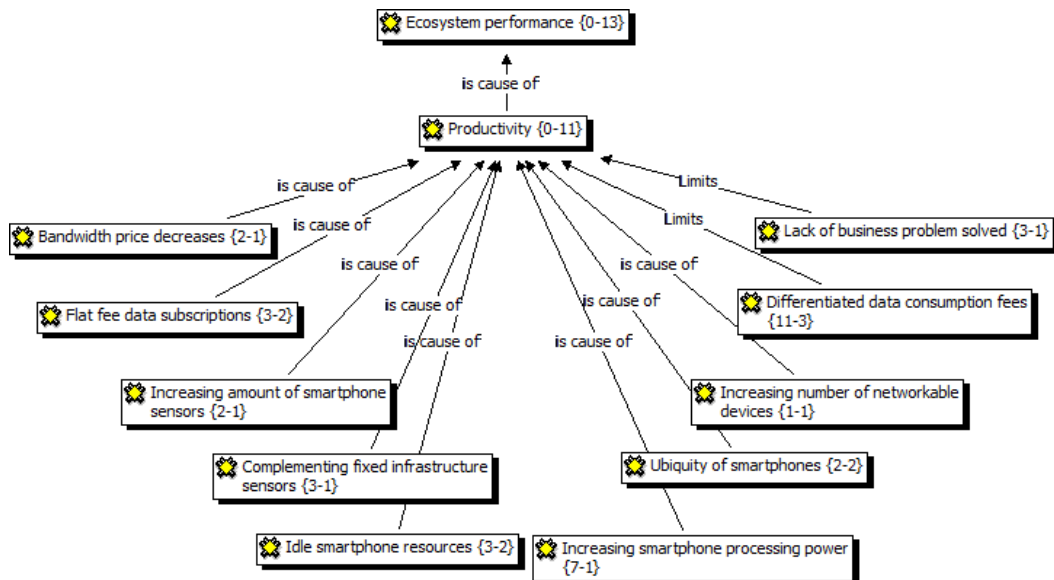 Ecosystem performance {0-13}
is cause of
Productivity {0-11}
is cause of
Limits
is cause of
Limits
Bandwidth price decreases {2-1}
Lack of business problem solved {3-1}
is cause of
is cause of
is cause of
is cause of
Flat fee data subscriptions {3-2}
Differentiated data consumption fees
{11-3}
is cause of
is cause of
Increasing amount of smartphone
sensors {2-1}
Increasing number of networkable
devices {1-1}
Complementing fixed infrastructure
sensors {3-1}
Ubiquity of smartphones {2-2}
Idle smartphone resources {3-2}
Increasing smartphone processing power
{7-1}